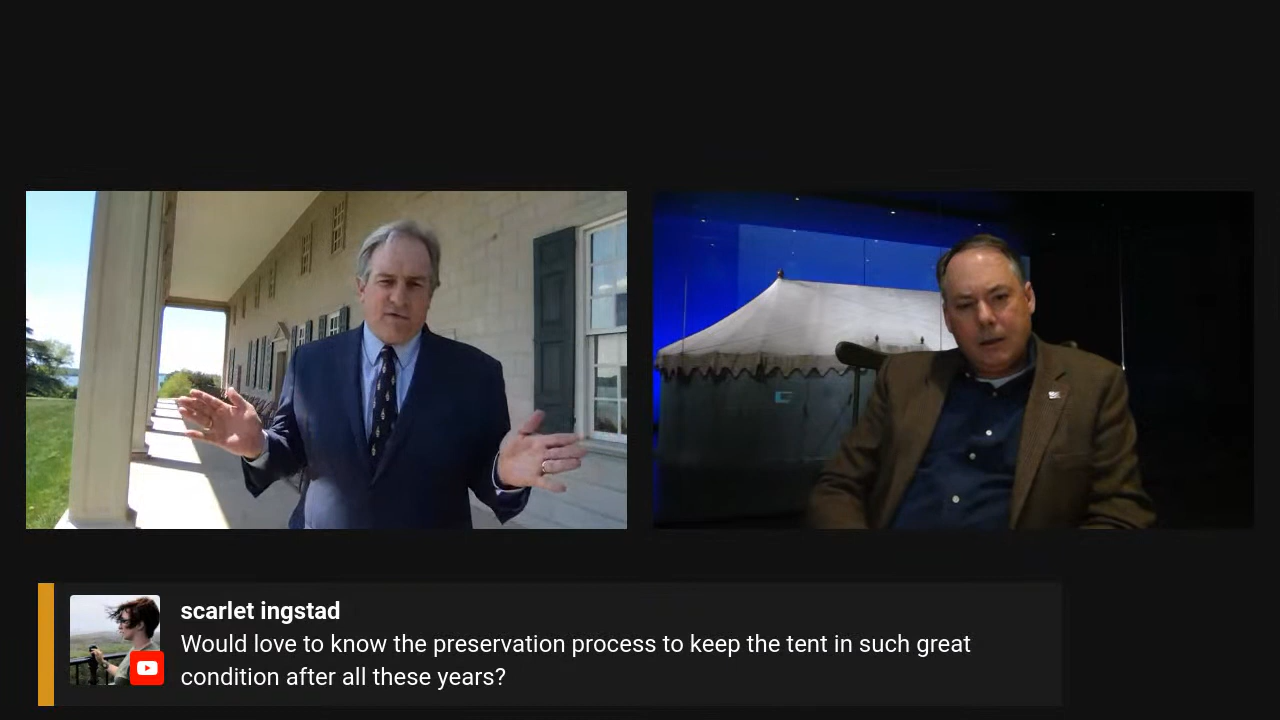 scarlet ingstad
Would love to know the preservation process to keep the tent in such great
condition after all these years?